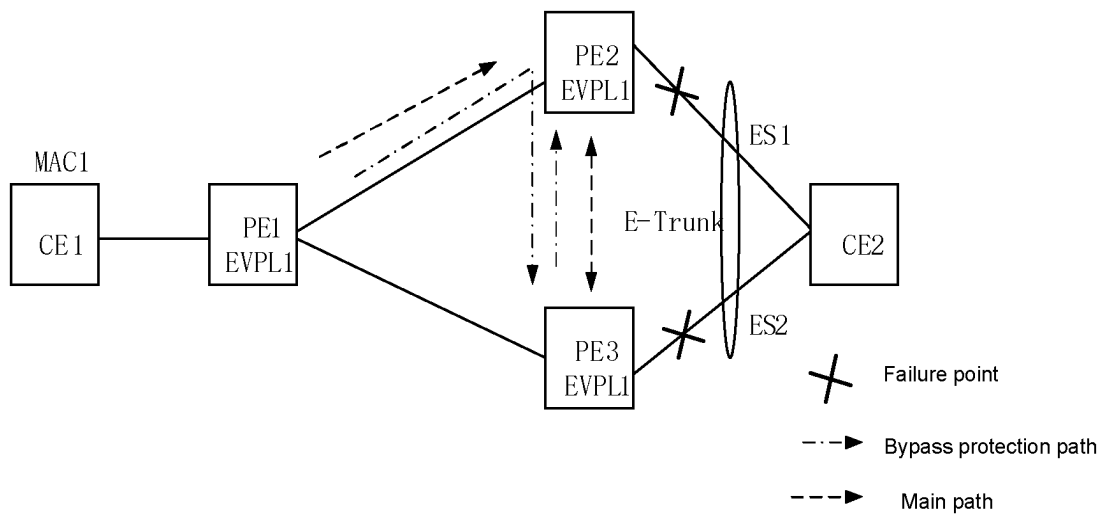 PE2
EVPL1
MAC1
ES1
CE1
PE1
EVPL1
E-Trunk
CE2
ES2
PE3
EVPL1
Failure point
Bypass protection path
Main path